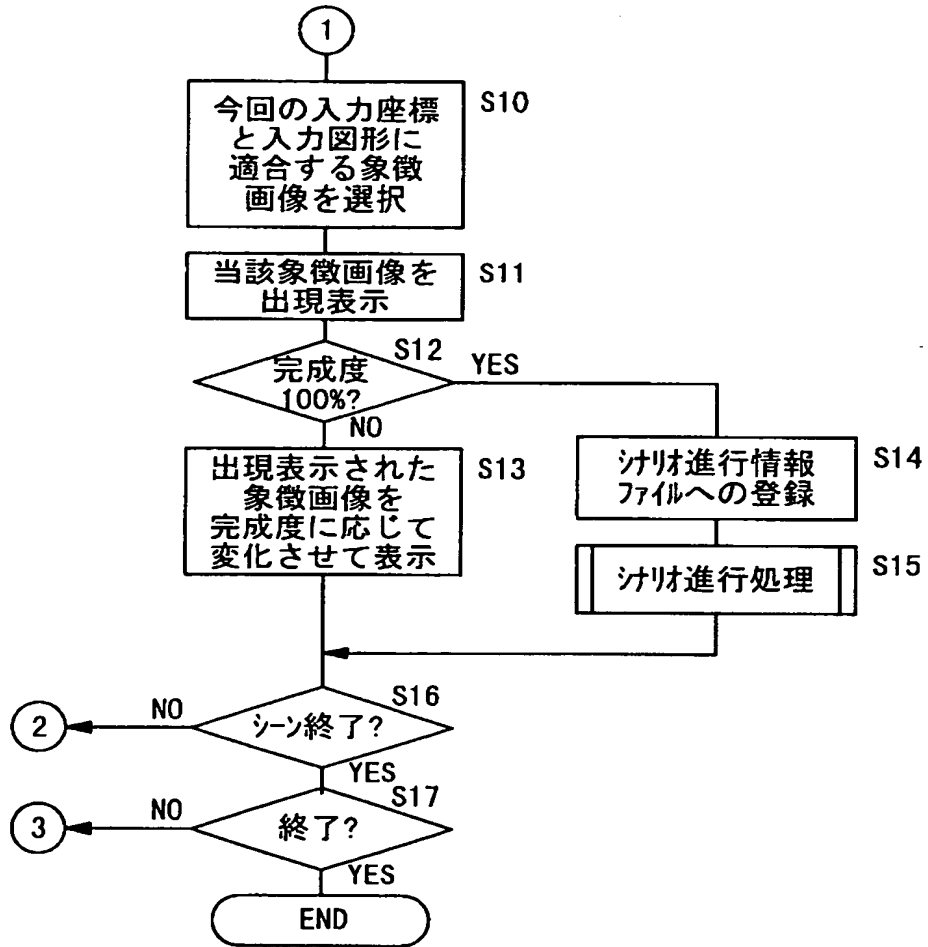 1
今回の入力座標
と入力図形に
適合する象徴
画像を選択
S10
当該象徴画像を
出現表示
S11
完成度
100%?
S12
YES
NO
出現表示された
象徴画像を
完成度に応じて
変化させて表示
S13
ｼﾅﾘｵ進行情報
ﾌｧｲﾙへの登録
S14
ｼﾅﾘｵ進行処理
S15
ｼｰﾝ終了?
S16
NO
2
YES
終了?
S17
NO
3
YES
END